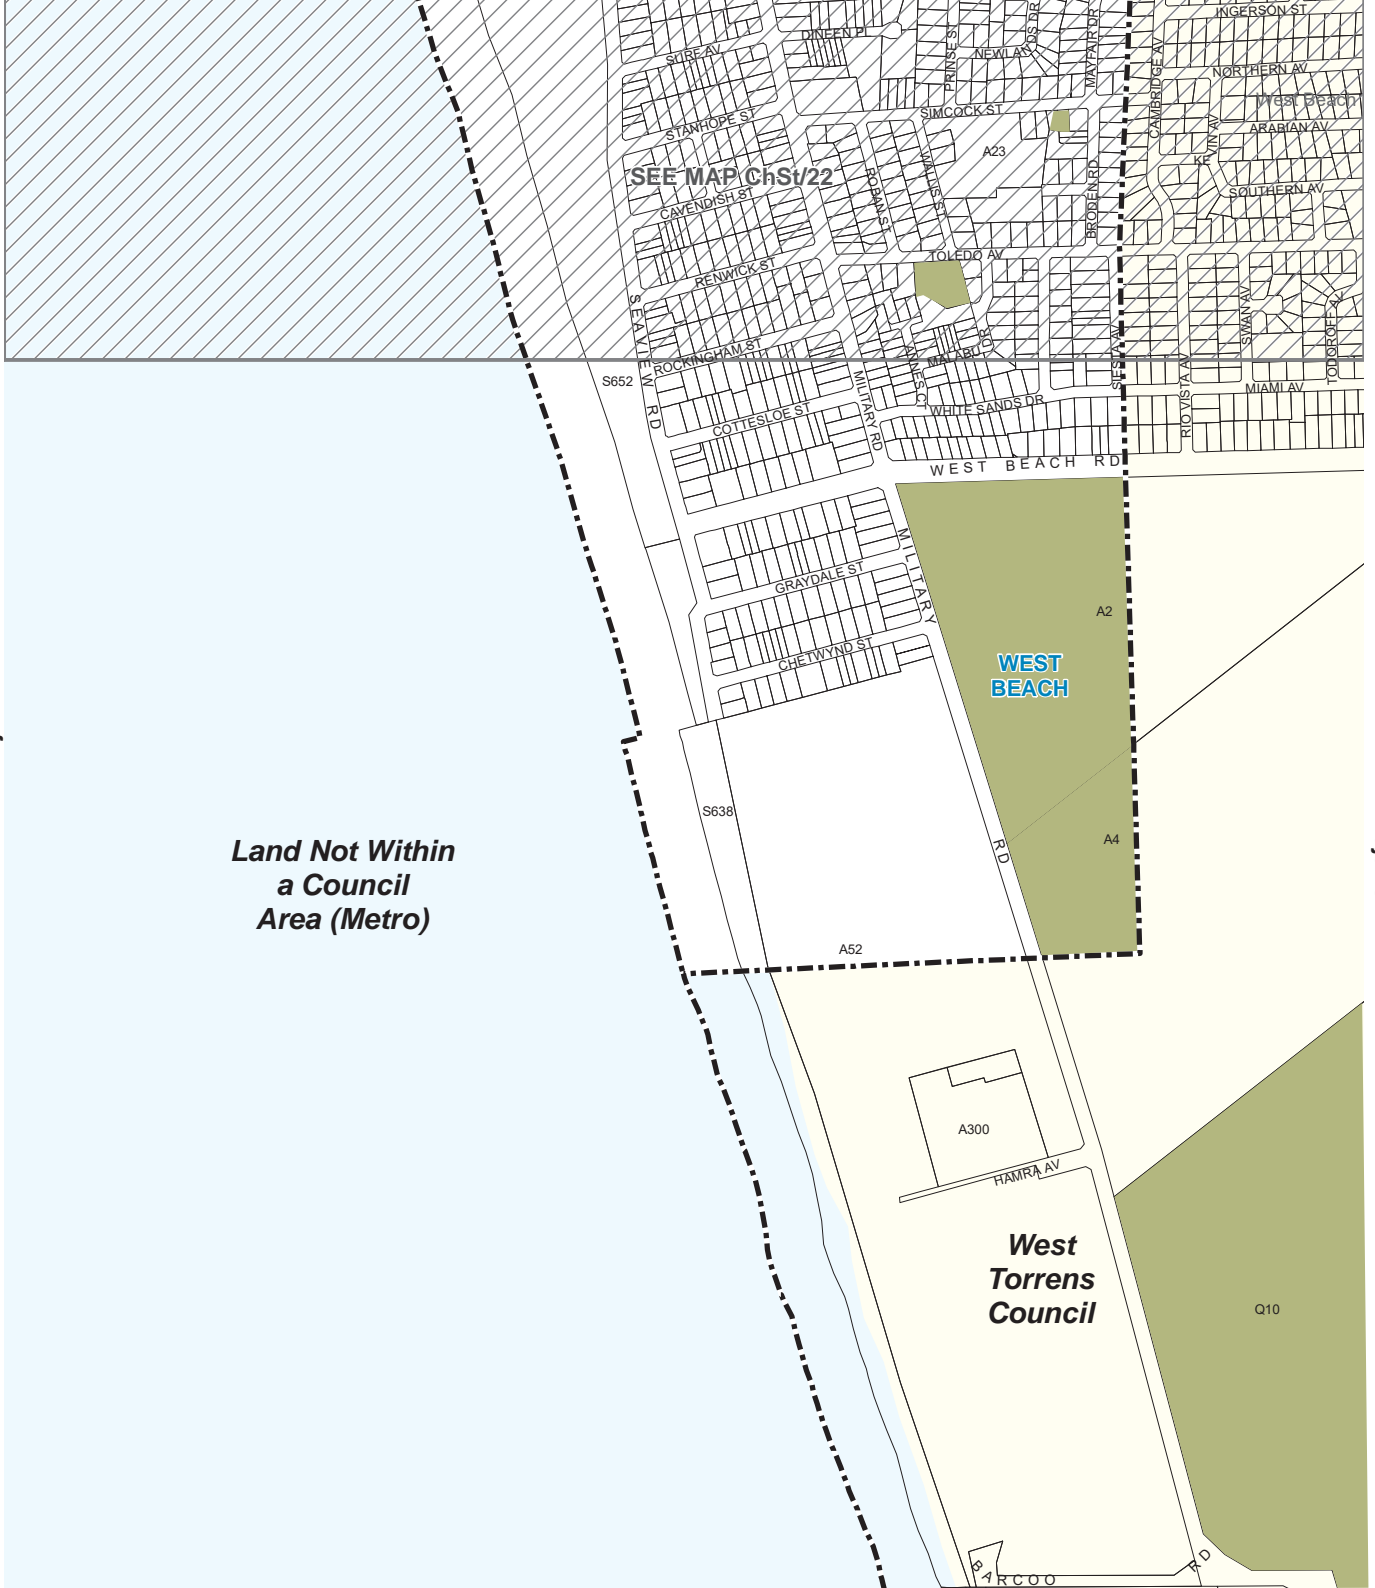 INGERSON ST
DINEEN PL
PRINSE ST
NEWLANDS DR
MAYFAIR DR
CAMBRIDGE AV
SURF AV
NORTHERN AV
West Beach
STANHOPE ST
SIMCOCK ST
KEVIN AV
ARABIAN AV
A23
WALLIS ST
ROBAN ST
BRODEN RD
SEE MAP ChSt/22
CAVENDISH ST
SOUTHERN AV
RENWICK ST
TOLEDO AV
SEAVIEW RD
SWAN AV
TODOROFF AV
ROCKINGHAM ST
ANNES CT
MALABU DR
SIESTA AV
RIO VISTA AV
MIAMI AV
S652
COTTESLOE ST
MILITARY RD
WHITE SANDS DR
WEST BEACH RD
GRAYDALE ST
MILITARY RD
A2
CHETWYND ST
WEST
BEACH
S638
A4
Land Not Within
a Council
Area (Metro)
A52
A300
HAMRA AV
West
Torrens
Council
Q10
BARCOO RD